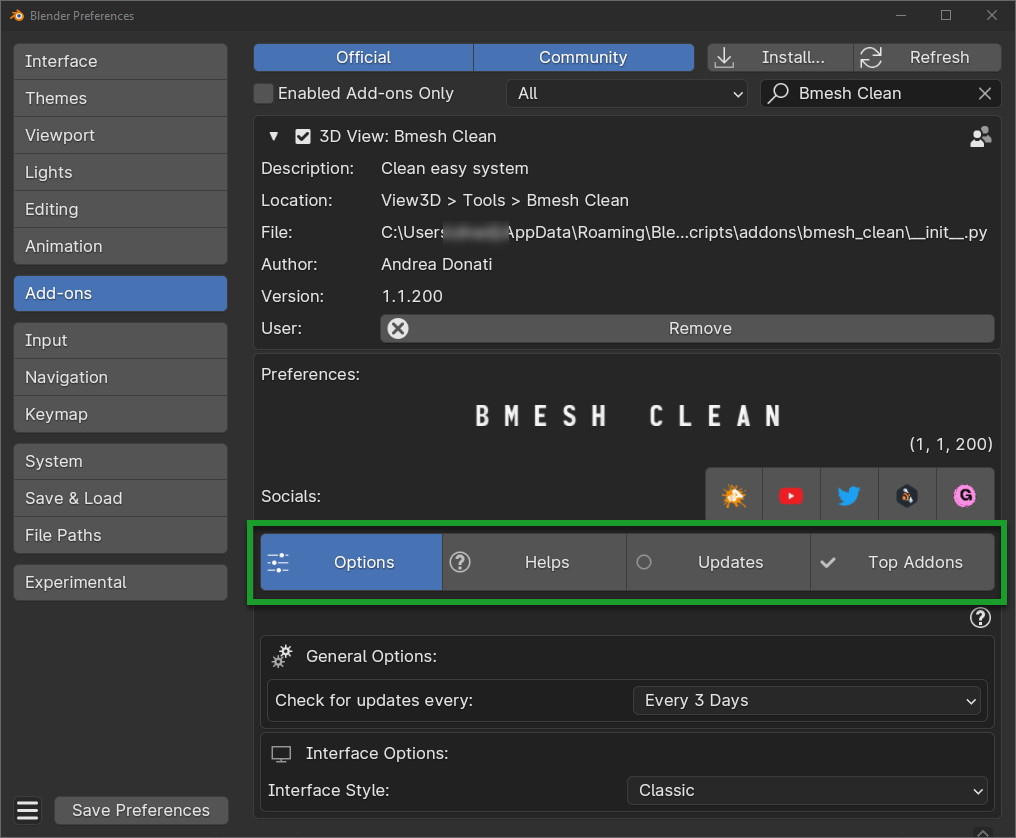 Blender Preferences
Interface
Themes
Viewport
Lights
Editing
Animation
Add-ons
Input
Navigation
Keymap
System
Save & Load
File Paths
Experimental
Save Preferences
Official Community Install... Refresh
Enabled Add-ons Only All Bmesh Clean
3D View: Bmesh Clean
Description: Clean easy system
Location: View3D > Tools > Bmesh Clean
File: C:\Users AppData\Roaming\Ble...cripts\addons\bmesh_clean\__init__.py
Author: Andrea Donati
Version: 1.1.200
User: Remove
Preferences:
BMESH CLEAN
(1, 1, 200)
Socials: G
Options Helps Updates Top Addons
General Options:
Check for updates every: Every 3 Days
Interface Options:
Interface Style: Classic